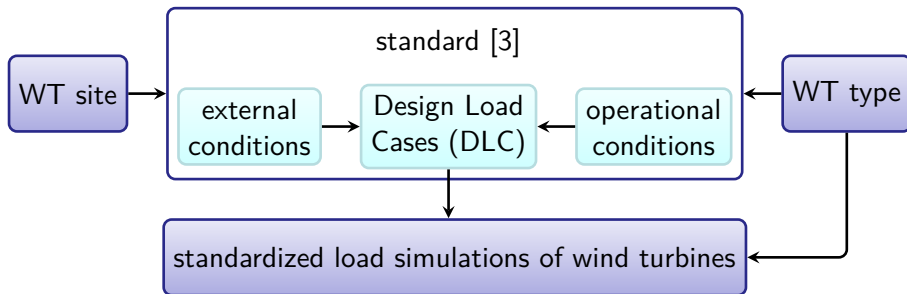 standard [3]
WT site
WT type
external
conditions
Design Load
Cases (DLC)
operational
conditions
standardized load simulations of wind turbines